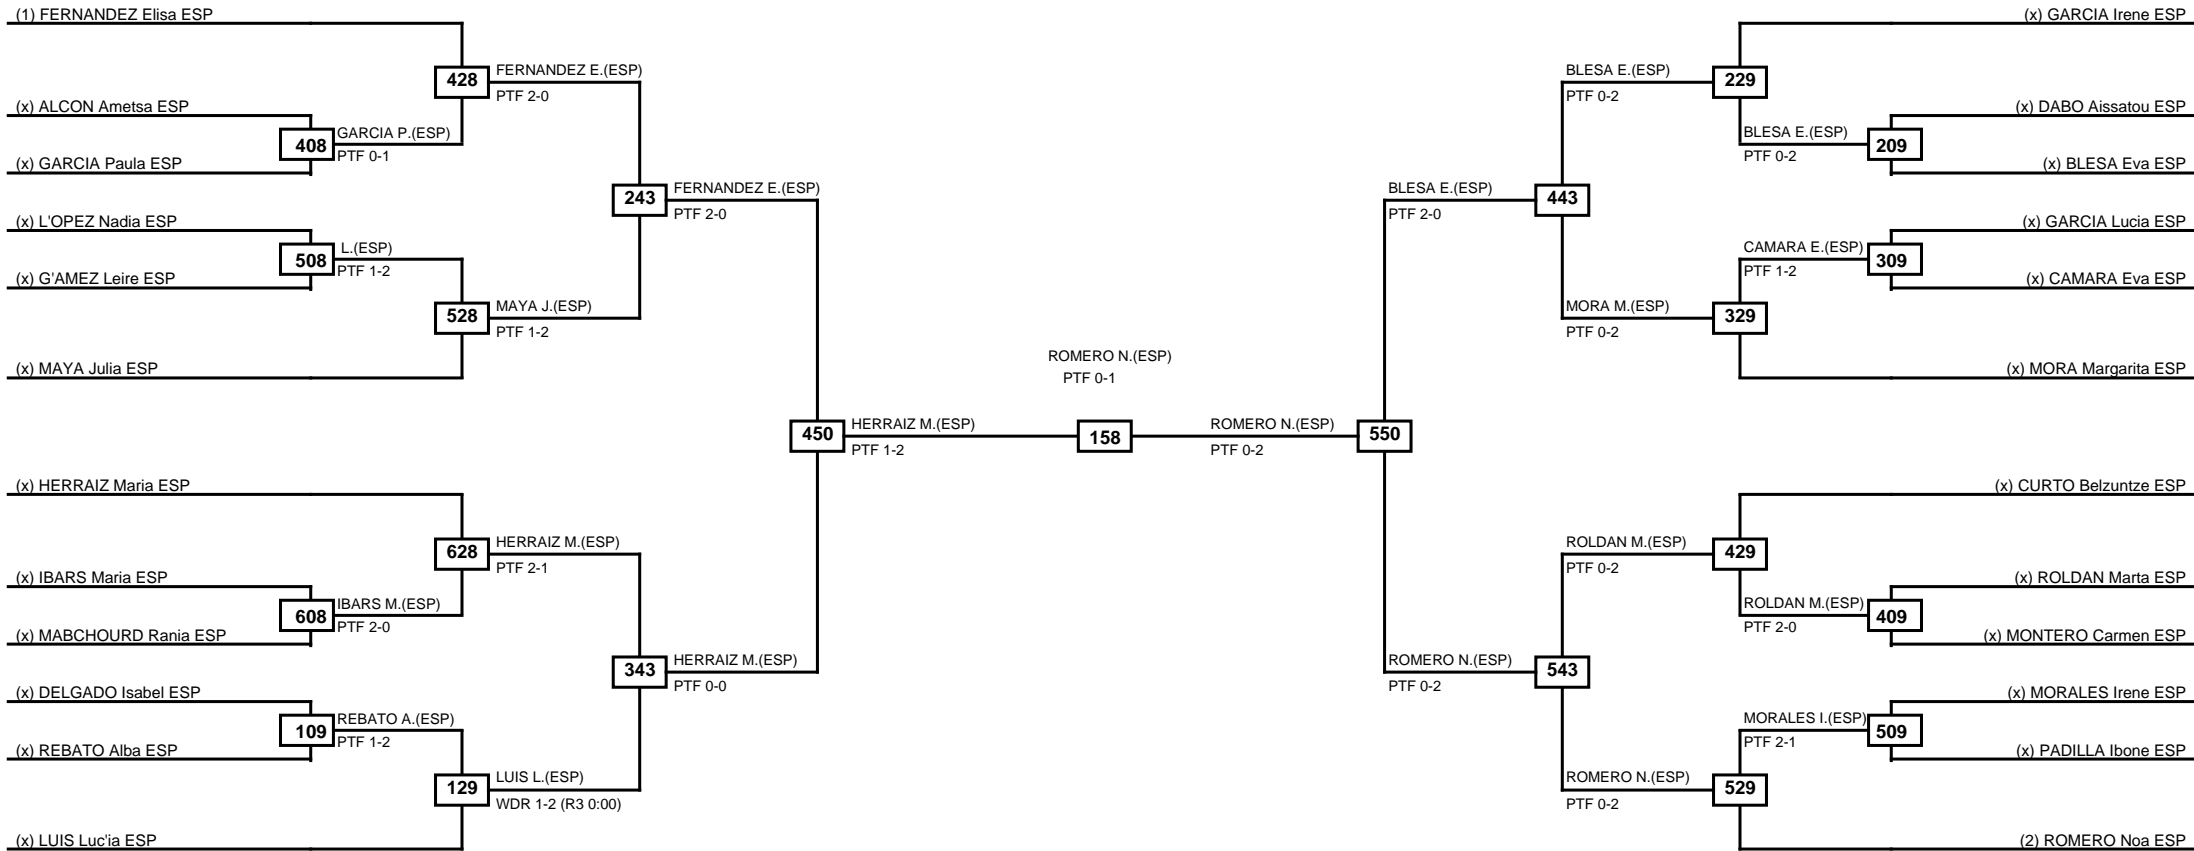 (1) FERNANDEZ Elisa ESP
(x) ALCON Ametsa ESP
(x) GARCIA Paula ESP
(x) L'OPEZ Nadia ESP
(x) G'AMEZ Leire ESP
(x) MAYA Julia ESP
(x) HERRAIZ Maria ESP
(x) IBARS Maria ESP
(x) MABCHOURD Rania ESP
(x) DELGADO Isabel ESP
(x) REBATO Alba ESP
(x) LUIS Luc'ia ESP
408
GARCIA P.(ESP)
PTF 0-1
508
L.(ESP)
PTF 1-2
608
IBARS M.(ESP)
PTF 2-0
109
REBATO A.(ESP)
PTF 1-2
428
FERNANDEZ E.(ESP)
PTF 2-0
528
MAYA J.(ESP)
PTF 1-2
628
HERRAIZ M.(ESP)
PTF 2-1
129
LUIS L.(ESP)
WDR 1-2 (R3 0:00)
243
FERNANDEZ E.(ESP)
PTF 2-0
343
HERRAIZ M.(ESP)
PTF 0-0
450
HERRAIZ M.(ESP)
PTF 1-2
ROMERO N.(ESP)
PTF 0-1
158
ROMERO N.(ESP)
PTF 0-2
550
BLESA E.(ESP)
PTF 2-0
443
ROMERO N.(ESP)
PTF 0-2
543
BLESA E.(ESP)
PTF 0-2
229
MORA M.(ESP)
PTF 0-2
329
ROLDAN M.(ESP)
PTF 0-2
429
ROMERO N.(ESP)
PTF 0-2
529
BLESA E.(ESP)
PTF 0-2
209
CAMARA E.(ESP)
PTF 1-2
309
ROLDAN M.(ESP)
PTF 2-0
409
MORALES I.(ESP)
PTF 2-1
509
(x) GARCIA Irene ESP
(x) DABO Aissatou ESP
(x) BLESA Eva ESP
(x) GARCIA Lucia ESP
(x) CAMARA Eva ESP
(x) MORA Margarita ESP
(x) CURTO Belzuntze ESP
(x) ROLDAN Marta ESP
(x) MONTERO Carmen ESP
(x) MORALES Irene ESP
(x) PADILLA Ibone ESP
(2) ROMERO Noa ESP